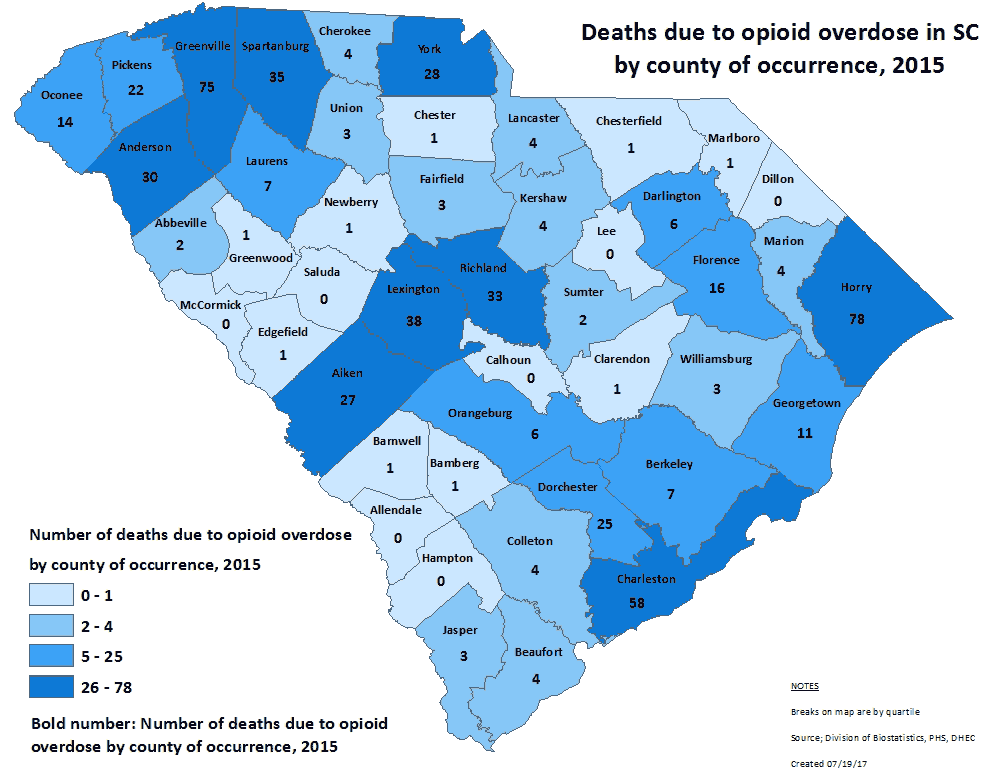 Deaths due to opioid overdose in SC
by county of occurrence, 2015
Cherokee
4
Greenville
75
Spartanburg
35
York
28
Pickens
22
Oconee
14
Union
3
Chester
1
Lancaster
4
Chesterfield
1
Marlboro
1
Anderson
30
Laurens
7
Dillon
0
Fairfield
3
Kershaw
4
Darlington
6
Newberry
1
Abbeville
2
1
Greenwood
Lee
0
Marion
4
Florence
16
Saluda
0
Richland
33
Lexington
38
Sumter
2
Horry
78
McCormick
0
Edgefield
1
Calhoun
0
Clarendon
1
Williamsburg
3
Aiken
27
Georgetown
11
Orangeburg
6
Barnwell
1
Bamberg
1
Berkeley
7
Dorchester
25
Allendale
0
Colleton
4
Hampton
0
Charleston
58
Jasper
3
Beaufort
4
Number of deaths due to opioid overdose
by county of occurrence, 2015
0 - 1
2 - 4
5 - 25
26 - 78
Bold number: Number of deaths due to opioid
overdose by county of occurrence, 2015
NOTES
Breaks on map are by quartile
Source; Division of Biostatistics, PHS, DHEC
Created 07/19/17